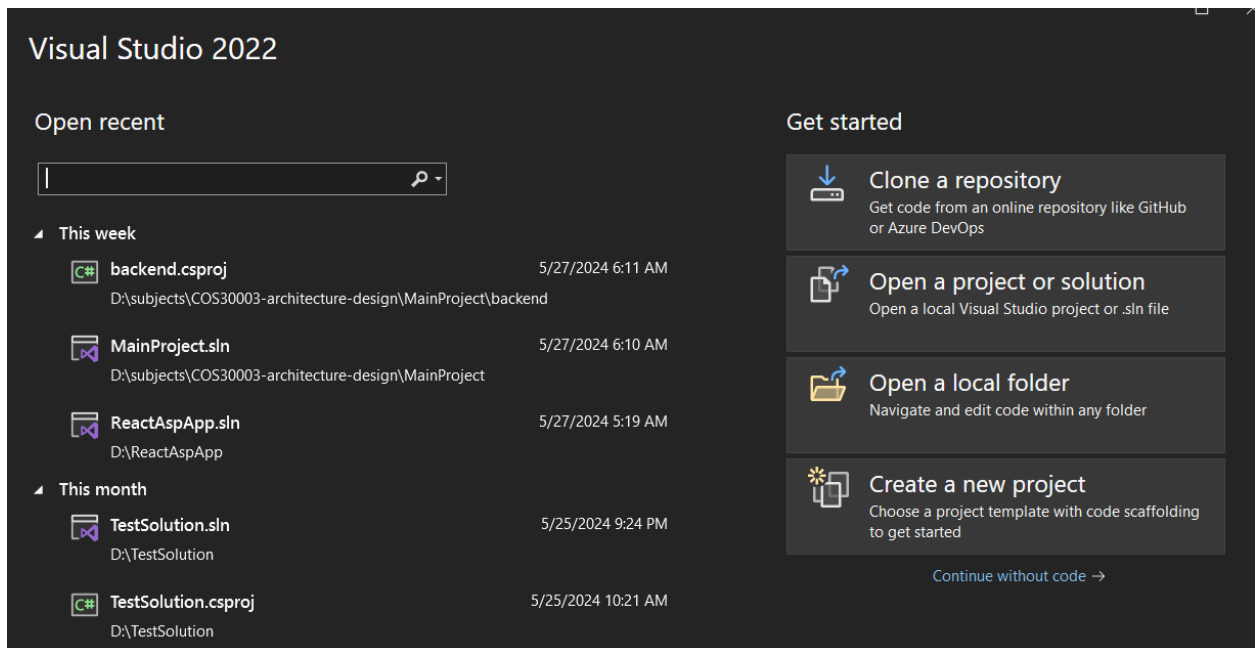 Visual Studio 2022
Open recent
This week
C# backend.csproj 5/27/2024 6:11 AM
D:\subjects\COS30003-architecture-design\MainProject\backend
MainProject.sln 5/27/2024 6:10 AM
D:\subjects\COS30003-architecture-design\MainProject
ReactAspApp.sln 5/27/2024 5:19 AM
D:\ReactAspApp
This month
TestSolution.sln 5/25/2024 9:24 PM
D:\TestSolution
C# TestSolution.csproj 5/25/2024 10:21 AM
D:\TestSolution
Get started
Clone a repository
Get code from an online repository like GitHub
or Azure DevOps
Open a project or solution
Open a local Visual Studio project or .sln file
Open a local folder
Navigate and edit code within any folder
Create a new project
Choose a project template with code scaffolding
to get started
Continue without code →